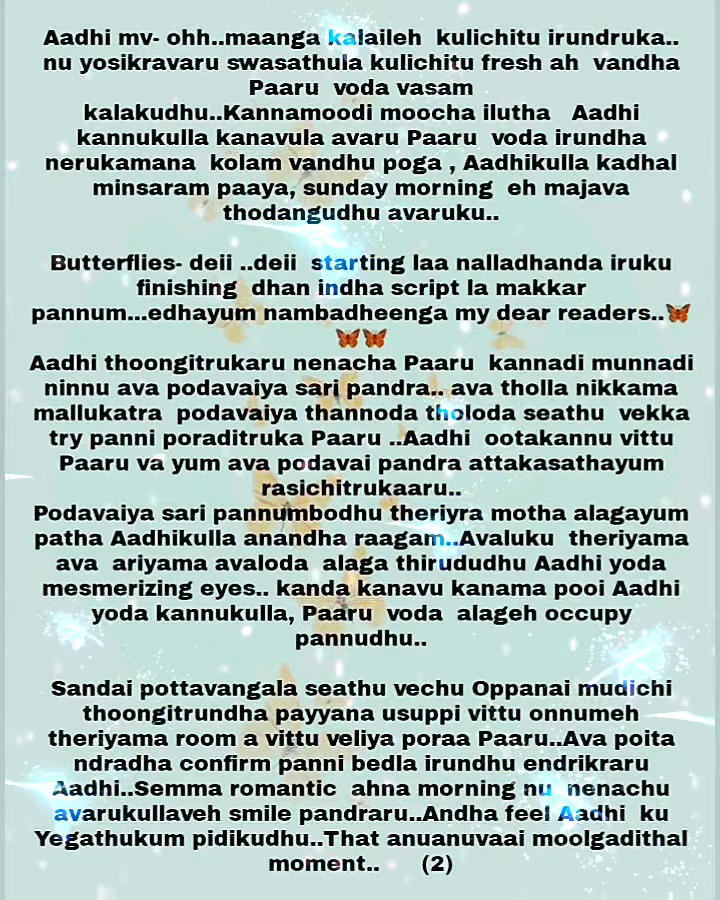 Aadhi mv- ohh..maanga kalaileh kulichitu irundruka..
nu yosikravaru swasathula kulichitu fresh ah vandha
Paaru voda vasam
kalakudhu..Kannamoodi moocha ilutha Aadhi
kannukulla kanavula avaru Paaru voda irundha
nerukamana kolam vandhu poga , Aadhikulla kadhal
minsaram paaya, sunday morning eh majava
thodangudhu avaruku..
Butterflies- deii ..deii starting laa nalladhanda iruku
finishing dhan indha script la makkar
pannum...edhayum nambadheenga my dear readers..🦋
🦋🦋
Aadhi thoongitrukaru nenacha Paaru kannadi munnadi
ninnu ava podavaiya sari pandra.. ava tholla nikkama
mallukatra podavaiya thannoda tholoda seathu vekka
try panni poraditruka Paaru ..Aadhi ootakannu vittu
Paaru va yum ava podavai pandra attakasathayum
rasichitrukaaru..
Podavaiya sari pannumbodhu theriyra motha alagayum
patha Aadhikulla anandha raagam..Avaluku theriyama
ava ariyama avaloda alaga thirududhu Aadhi yoda
mesmerizing eyes.. kanda kanavu kanama pooi Aadhi
yoda kannukulla, Paaru voda alageh occupy
pannudhu..
Sandai pottavangala seathu vechu Oppanai mudichi
thoongitrundha payyana usuppi vittu onnumeh
theriyama room a vittu veliya poraa Paaru..Ava poita
ndradha confirm panni bedla irundhu endrikraru
Aadhi..Semma romantic ahna morning nu nenachu
avarukullaveh smile pandraru..Andha feel Aadhi ku
Yegathukum pidikudhu..That anuanuvaai moolgadithal
moment.. (2)